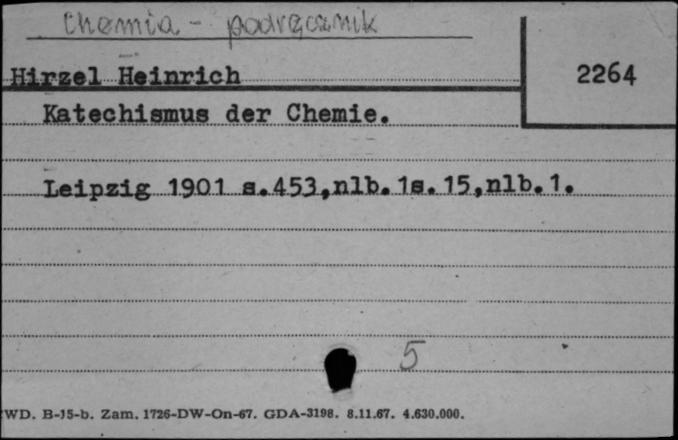 Chemia - podręcznik
Hirzel Heinrich
2264
Katechismus der Chemie.
Leipzig 1901 s.453,nlb.1s.15,nlb.1.
5
WD. B-15-b. Zam. 1726-DW-On-67. GDA-3198. 8.11.67. 4.630.000.